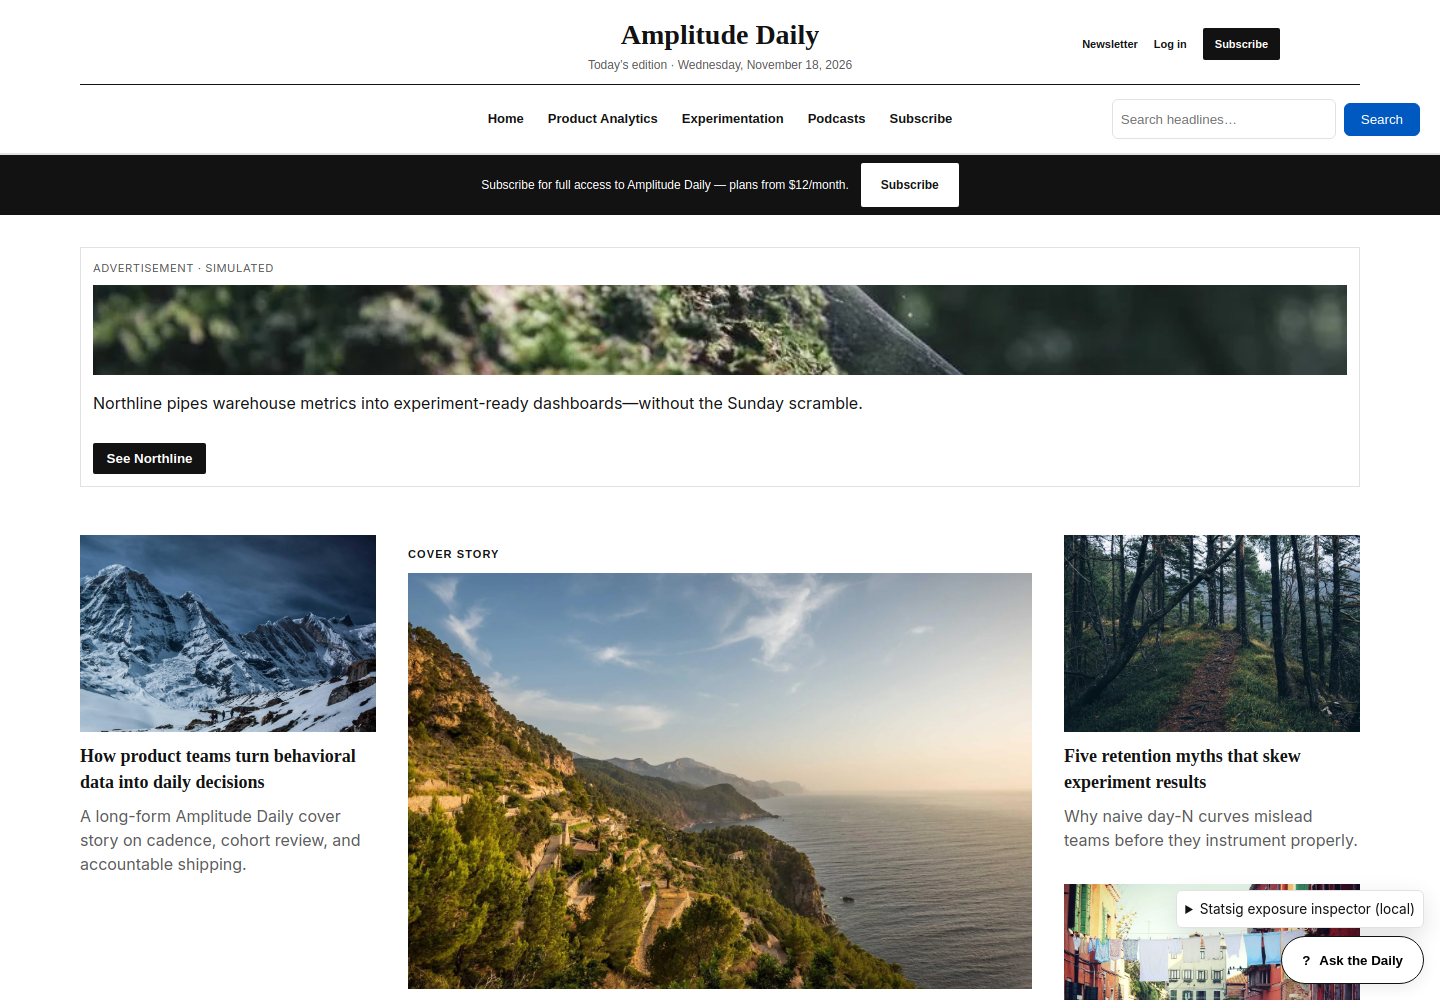 Amplitude Daily
Today's edition · Wednesday, November 18, 2026
Newsletter
Log in
Subscribe
Home
Product Analytics
Experimentation
Podcasts
Subscribe
Search headlines…
Search
Subscribe for full access to Amplitude Daily — plans from $12/month.
Subscribe
ADVERTISEMENT · SIMULATED
Northline pipes warehouse metrics into experiment-ready dashboards—without the Sunday scramble.
See Northline
How product teams turn behavioral
data into daily decisions
A long-form Amplitude Daily cover
story on cadence, cohort review, and
accountable shipping.
COVER STORY
Five retention myths that skew
experiment results
Why naive day-N curves mislead
teams before they instrument properly.
Statsig exposure inspector (local)
? Ask the Daily